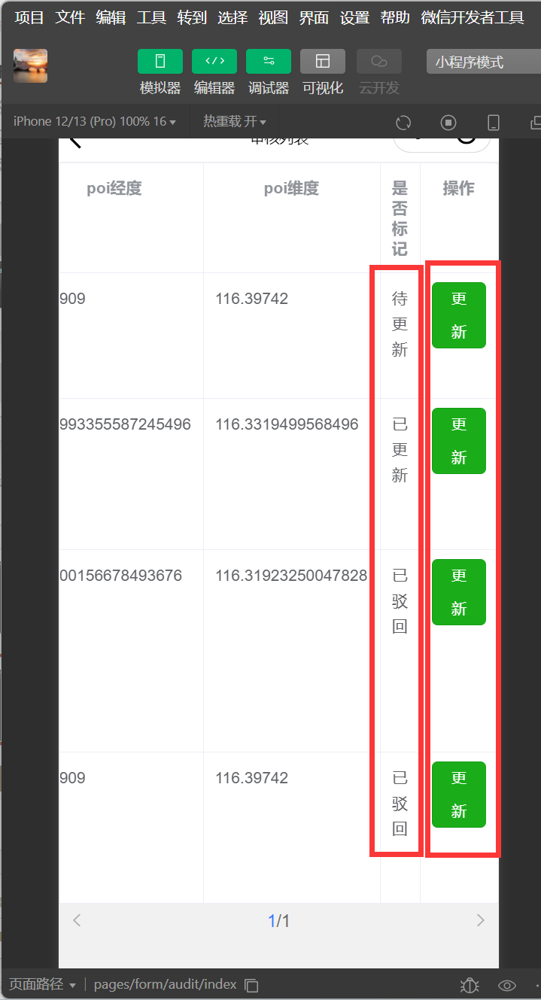 项目 文件 编辑 工具 转到 选择 视图 界面 设置 帮助 微信开发者工具
模拟器 编辑器 调试器 可视化 云开发 小程序模式
iPhone 12/13 (Pro) 100% 16 热重载 开
审核列表
poi经度 poi维度 是否标记 操作
909 116.39742 待更新 更新
993355587245496 116.3319499568496 已更新 更新
00156678493676 116.31923250047828 已驳回 更新
909 116.39742 已驳回 更新
1/1
页面路径 pages/form/audit/index